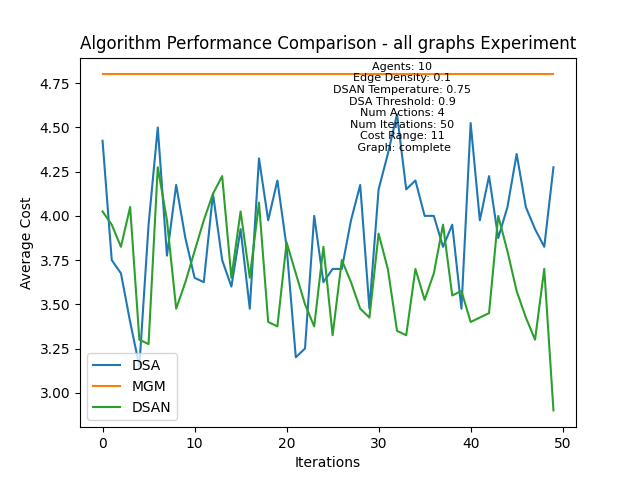 Algorithm Performance Comparison - all graphs Experiment
Agents: 10
Edge Density: 0.1
DSAN Temperature: 0.75
DSA Threshold: 0.9
Num Actions: 4
Num Iterations: 50
Cost Range: 11
Graph: complete
Average Cost
4.75
4.50
4.25
4.00
3.75
3.50
3.25
3.00
DSA
MGM
DSAN
0 10 20 30 40 50
Iterations